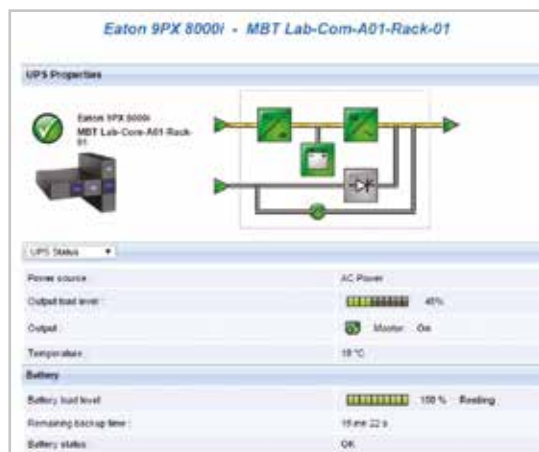 Eaton 9PX 8000i - MBT Lab-Com-A01-Rack-01
UPS Properties
Eaton 9PX 8000i
MBT Lab-Com-A01-Rack-
01
UPS Status
Power source :
AC Power
Output load level :
Output :
Master On
Temperature :
°C
Battery
Battery load level :
100 % Resting
Remaining backup time :
Battery status :
OK